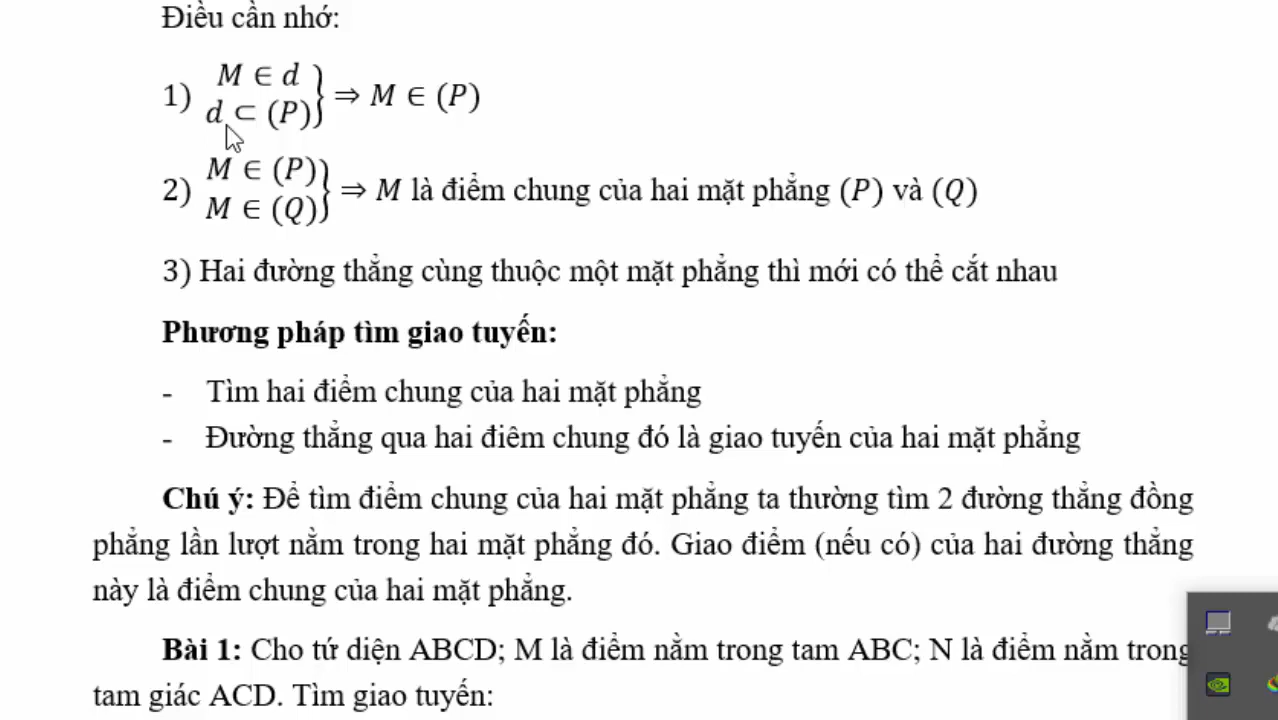 Điều cần nhớ:
1) M ∈ d
d ⊂ (P)} ⇒ M ∈ (P)
2) M ∈ (P)
M ∈ (Q)} ⇒ M là điểm chung của hai mặt phẳng (P) và (Q)
3) Hai đường thẳng cùng thuộc một mặt phẳng thì mới có thể cắt nhau
Phương pháp tìm giao tuyến:
- Tìm hai điểm chung của hai mặt phẳng
- Đường thẳng qua hai điêm chung đó là giao tuyến của hai mặt phẳng
Chú ý: Để tìm điểm chung của hai mặt phẳng ta thường tìm 2 đường thẳng đồng
phẳng lần lượt nằm trong hai mặt phẳng đó. Giao điểm (nếu có) của hai đường thẳng
này là điểm chung của hai mặt phẳng.
Bài 1: Cho tứ diện ABCD; M là điểm nằm trong tam ABC; N là điểm nằm trong
tam giác ACD. Tìm giao tuyến: